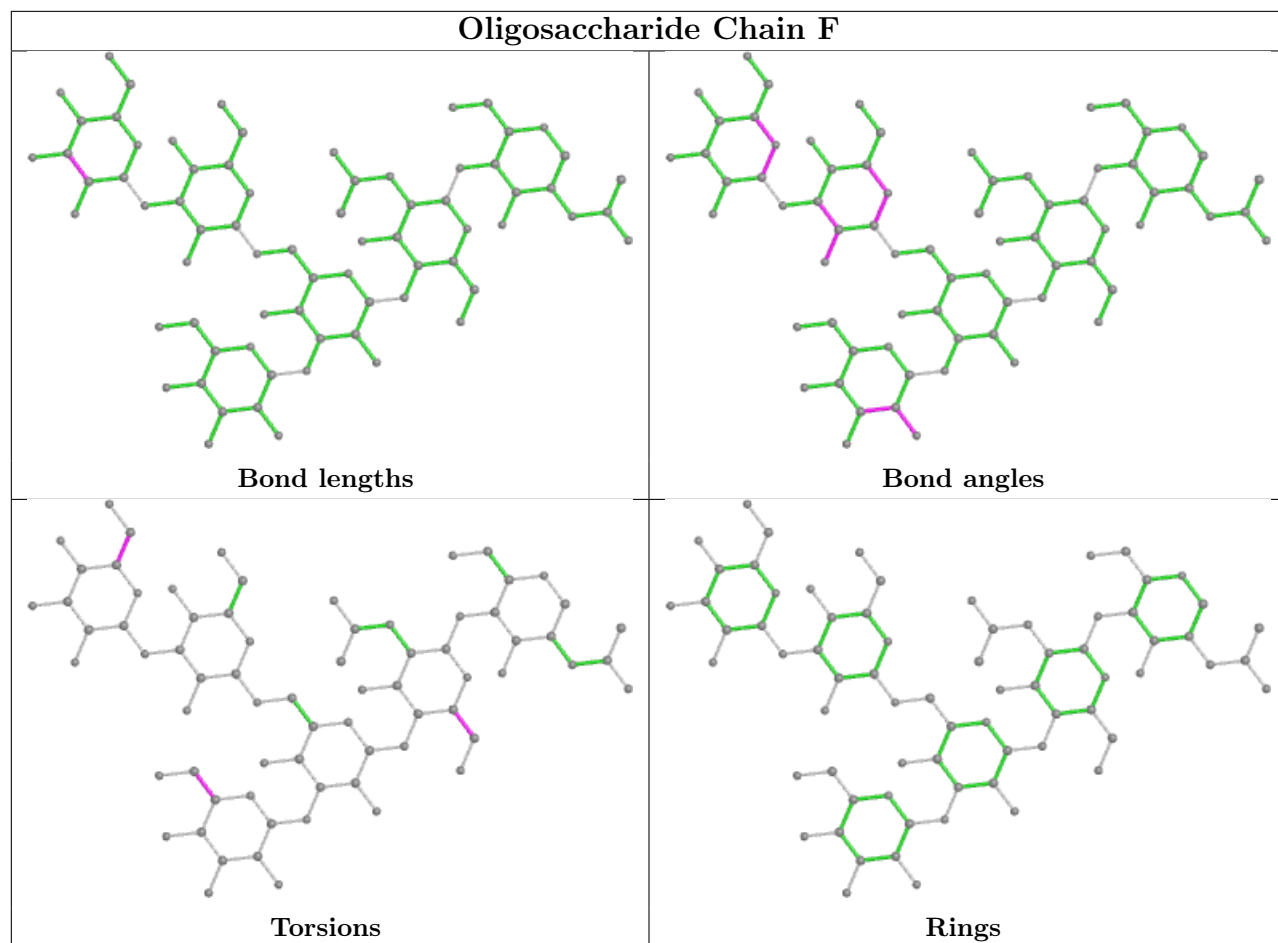 Oligosaccharide Chain F
Bond lengths
Bond angles
Torsions
Rings